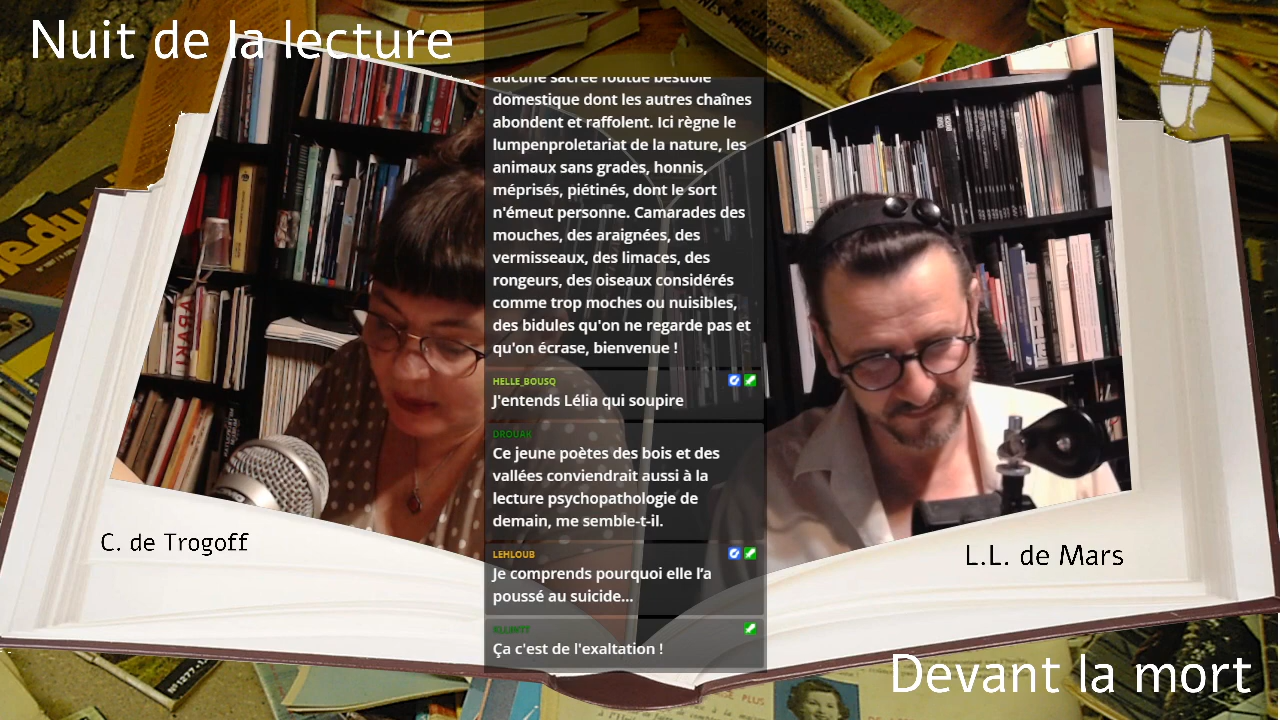 Nuit de la lecture
aucune sacrée foutue bestiole
domestique dont les autres chaînes
abondent et raffolent. Ici règne le
lumpenproletariat de la nature, les
animaux sans grades, honnis,
méprisés, piétinés, dont le sort
n'émeut personne. Camarades des
mouches, des araignées, des
vermisseaux, des limaces, des
rongeurs, des oiseaux considérés
comme trop moches ou nuisibles,
des bidules qu'on ne regarde pas et
qu'on écrase, bienvenue !
HELLE_BOUSQ
J'entends Lélia qui soupire
DROUAK
Ce jeune poètes des bois et des
vallées conviendrait aussi à la
lecture psychopathologie de
demain, me semble-t-il.
LEHLOUB
Je comprends pourquoi elle l'a
poussé au suicide...
Ça c'est de l'exaltation !
ARAKI
C. de Trogoff
L.L. de Mars
Devant la mort